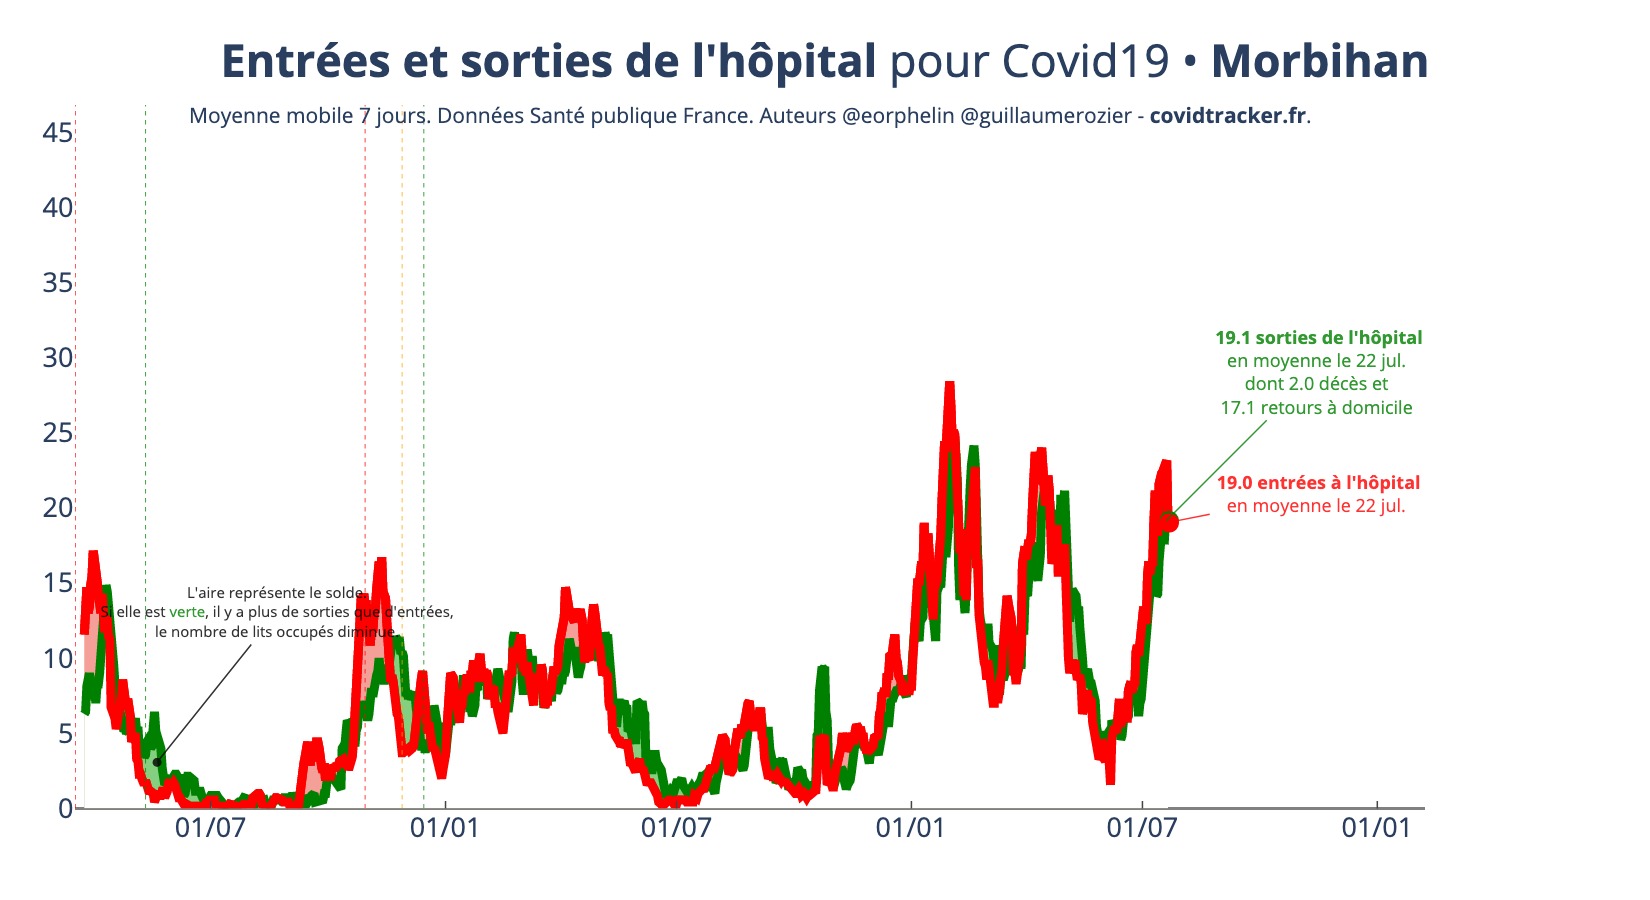 Entrées et sorties de l'hôpital pour Covid19 • Morbihan
Moyenne mobile 7 jours. Données Santé publique France. Auteurs @eorphelin @guillaumerozier - covidtracker.fr.
45
40
35
30
25
20
15
10
5
0
19.1 sorties de l'hôpital
en moyenne le 22 jul.
dont 2.0 décès et
17.1 retours à domicile
19.0 entrées à l'hôpital
en moyenne le 22 jul.
L'aire représente le solde.
Si elle est verte, il y a plus de sorties que d'entrées,
le nombre de lits occupés diminue.
01/07
01/01
01/07
01/01
01/07
01/01